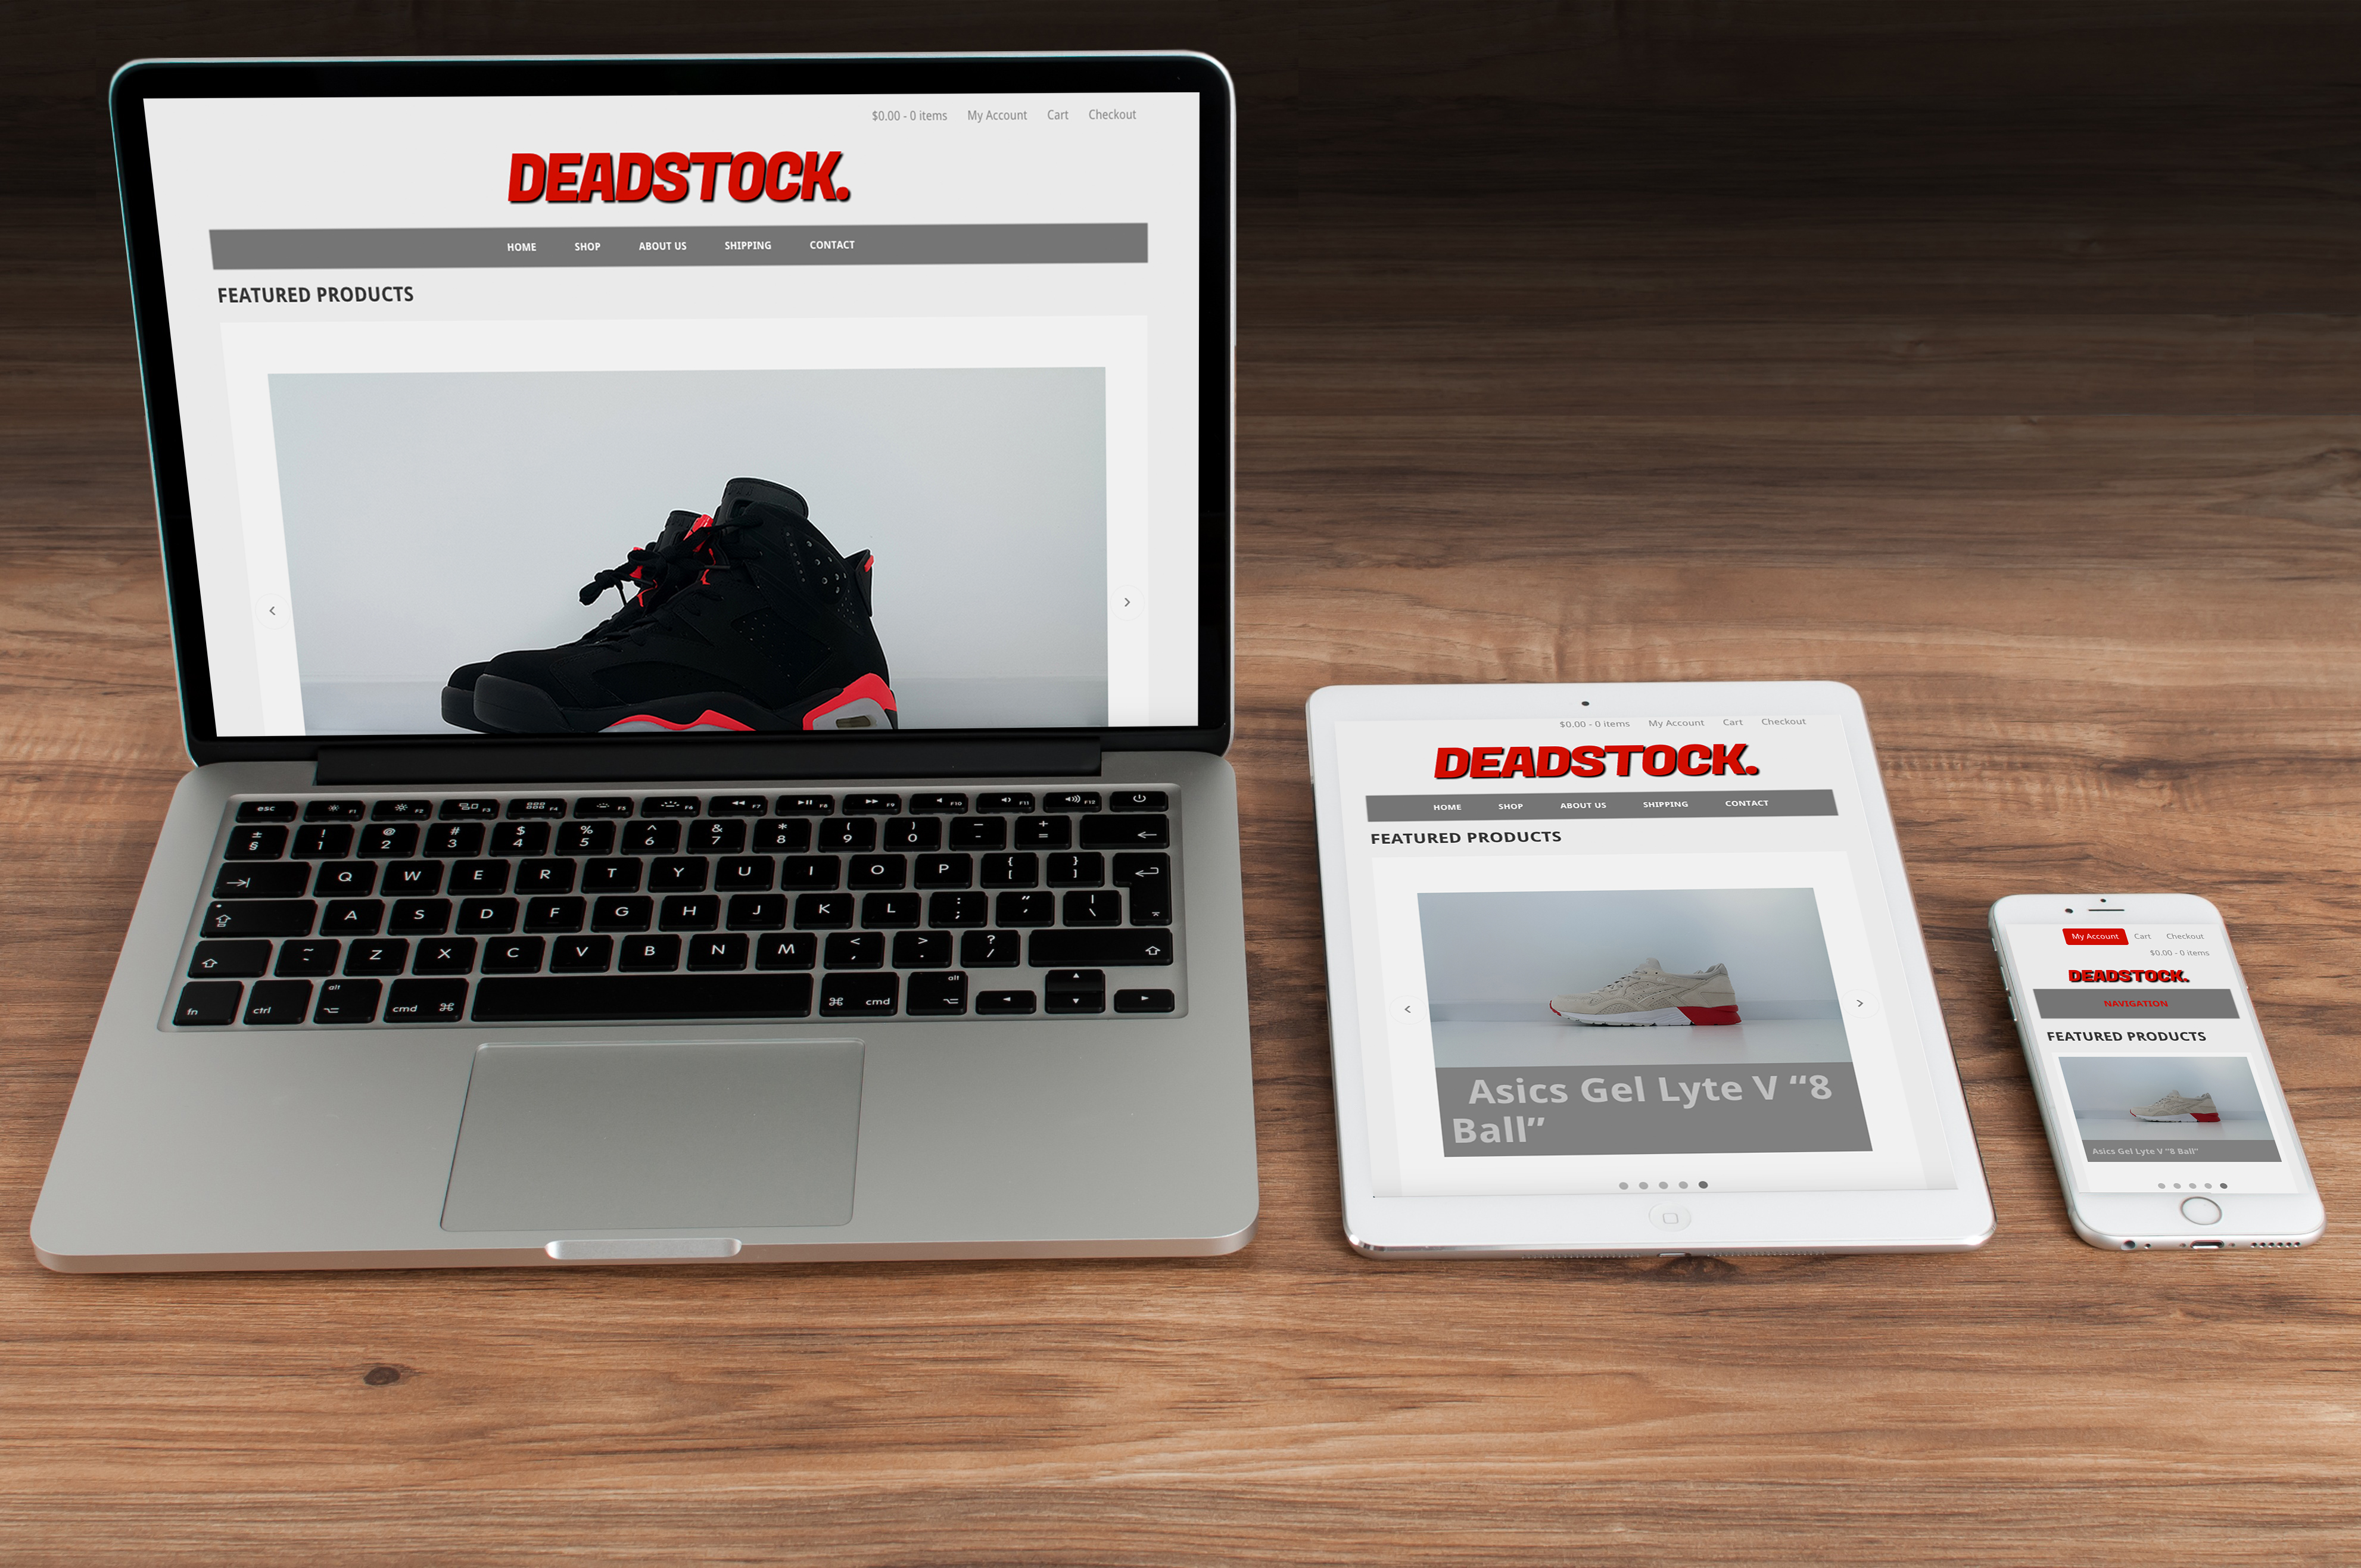 $0.00 - 0 items My Account Cart Checkout
DEADSTOCK.
HOME SHOP ABOUT US SHIPPING CONTACT
FEATURED PRODUCTS
esc F1 F2 F3 F4 F5 F6 F7 F8 F9 F10 F11 F12
± ! @ # $ % ^ & * ( ) _ +
§ 1 2 3 4 5 6 7 8 9 0 - =
Q W E R T Y U I O P { [ } ]
A S D F G H J K L : ; " ' | \
~ Z X C V B N M < , > . ? /
fn ctrl alt cmd ⌘ ⌘ cmd alt
$0.00 - 0 items My Account Cart Checkout
DEADSTOCK.
HOME SHOP ABOUT US SHIPPING CONTACT
FEATURED PRODUCTS
Asics Gel Lyte V “8
Ball”
My Account Cart Checkout
$0.00 - 0 items
DEADSTOCK.
NAVIGATION
FEATURED PRODUCTS
Asics Gel Lyte V “8 Ball”